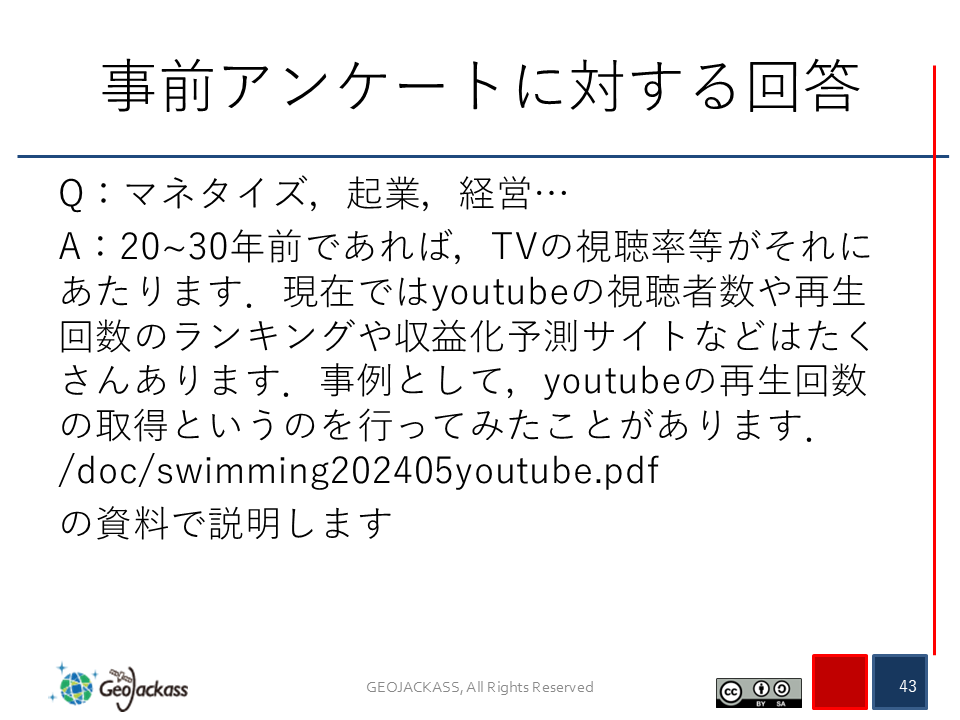 事前アンケートに対する回答
Q：マネタイズ，起業，経営…
A：20~30年前であれば，TVの視聴率等がそれに
あたります．現在ではyoutubeの視聴者数や再生
回数のランキングや収益化予測サイトなどはたく
さんあります．事例として，youtubeの再生回数
の取得というのを行ってみたことがあります．
/doc/swimming202405youtube.pdf
の資料で説明します
GeoJackass
GEOJACKASS, All Rights Reserved
cc BY SA
43